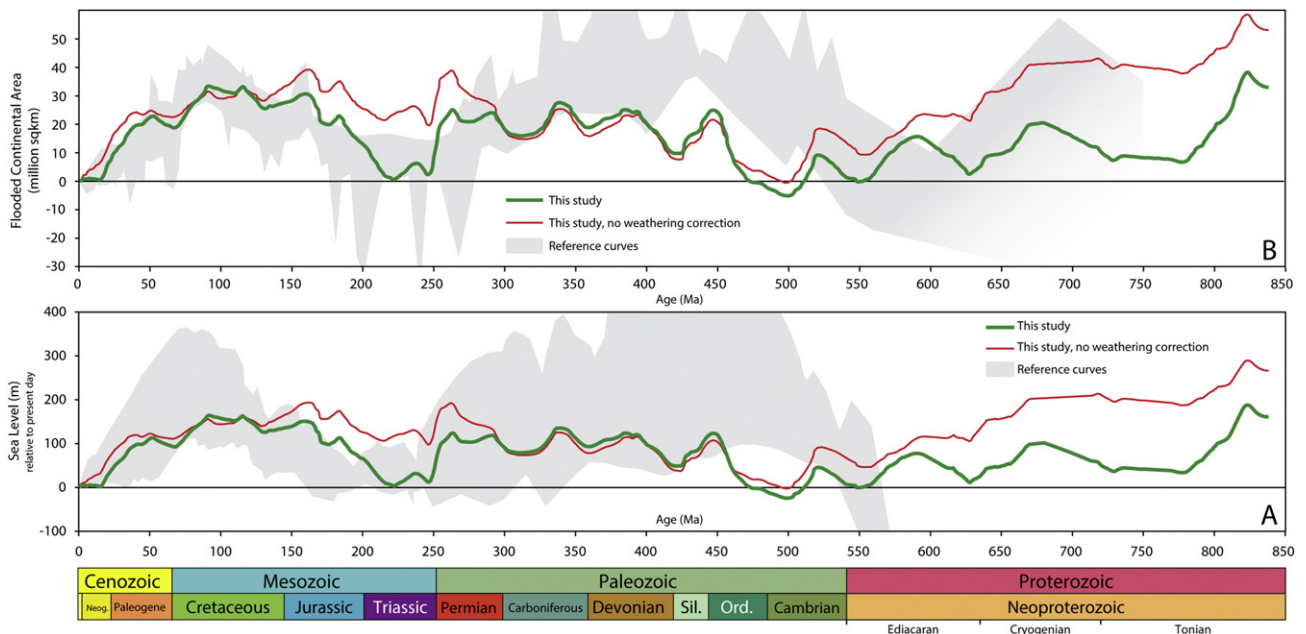 Flooded Continental Area
(million sqkm)
50
40
30
20
10
0
-10
-20
-30
This study
This study, no weathering correction
Reference curves
B
0 50 100 150 200 250 300 350 400 450 500 550 600 650 700 750 800 850
Age (Ma)
Sea Level (m)
relative to present day
400
300
200
100
0
-100
This study
This study, no weathering correction
Reference curves
A
Age (Ma)
0 50 100 150 200 250 300 350 400 450 500 550 600 650 700 750 800 850
Cenozoic Mesozoic Paleozoic Proterozoic
Neog. Paleogene Cretaceous Jurassic Triassic Permian Carboniferous Devonian Sil. Ord. Cambrian Neoproterozoic
Ediacaran Cryogenian Tonian